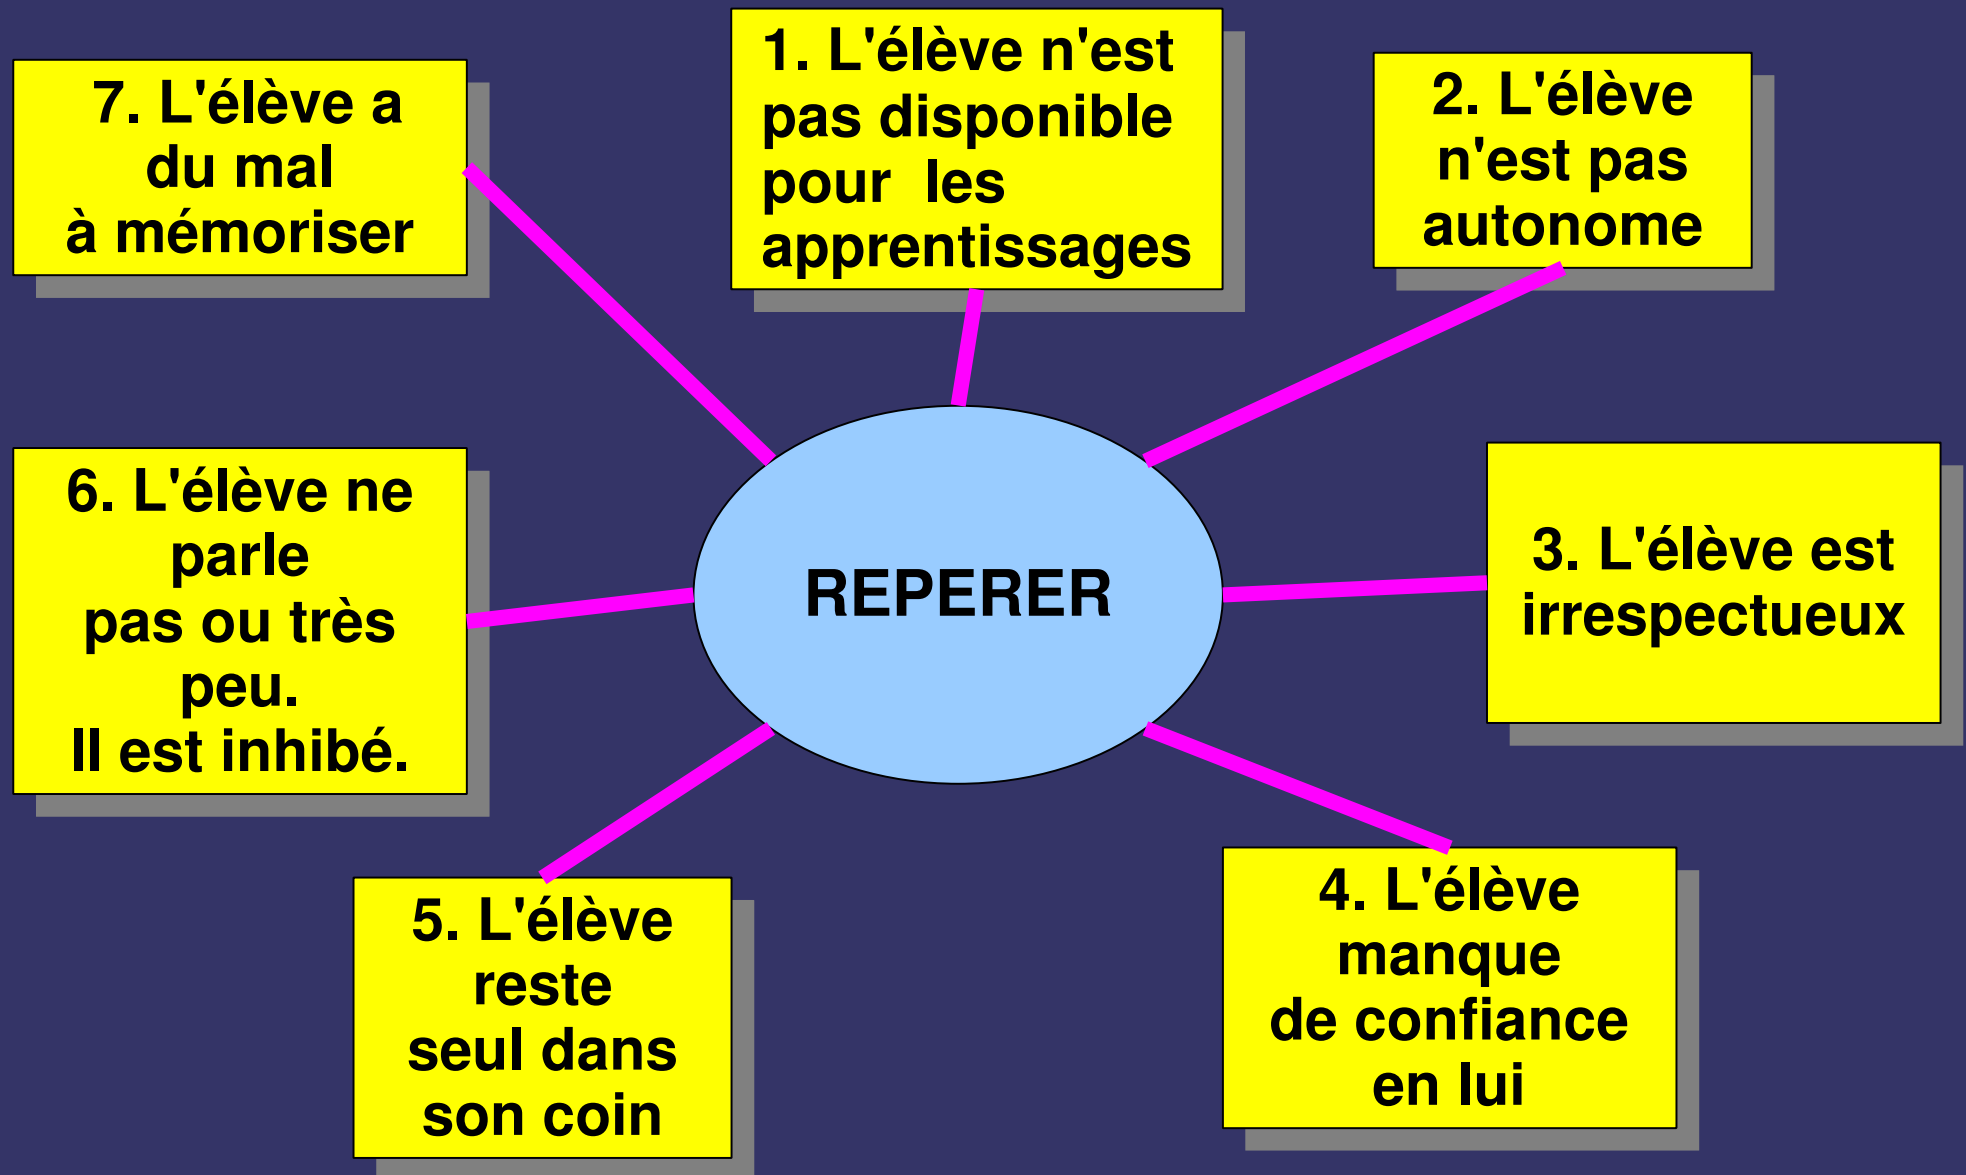 1. L'élève n'est
pas disponible
pour les
apprentissages
2. L'élève
n'est pas
autonome
3. L'élève est
irrespectueux
4. L'élève
manque
de confiance
en lui
5. L'élève
reste
seul dans
son coin
6. L'élève ne
parle
pas ou très
peu.
Il est inhibé.
7. L'élève a
du mal
à mémoriser
REPERER